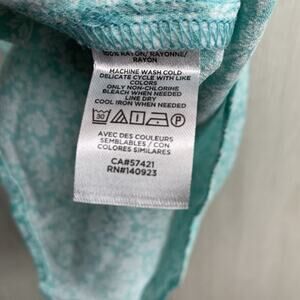 100% RAYON/RAYONNE/
RAYON
MACHINE WASH COLD
DELICATE CYCLE WITH LIKE
COLORS
ONLY NON-CHLORINE
BLEACH WHEN NEEDED
LINE DRY
COOL IRON WHEN NEEDED
30 P
AVEC DES COULEURS
SEMBLABLES / CON
COLORES SIMILARES
CA#57421
RN#140923